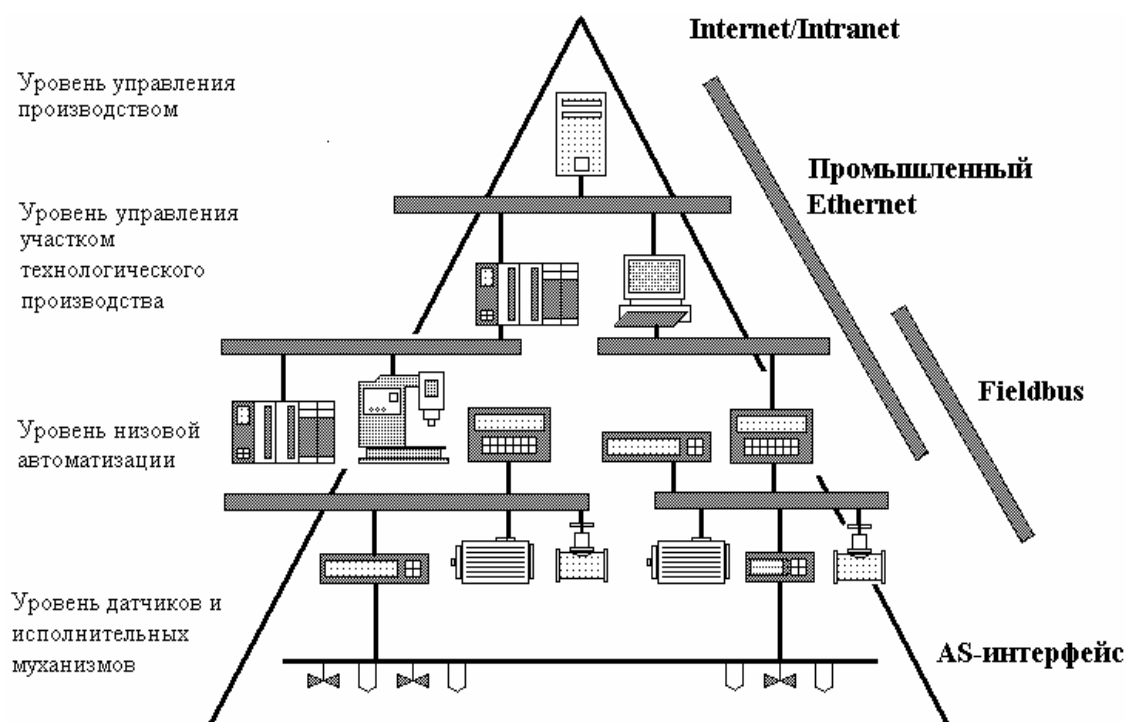 Internet/Intranet
Уровень управления
производством
Промышленный
Ethernet
Уровень управления
участком
технологического
производства
Fieldbus
Уровень низовой
автоматизации
Уровень датчиков и
исполнительных
муханизмов
AS-интерфейс